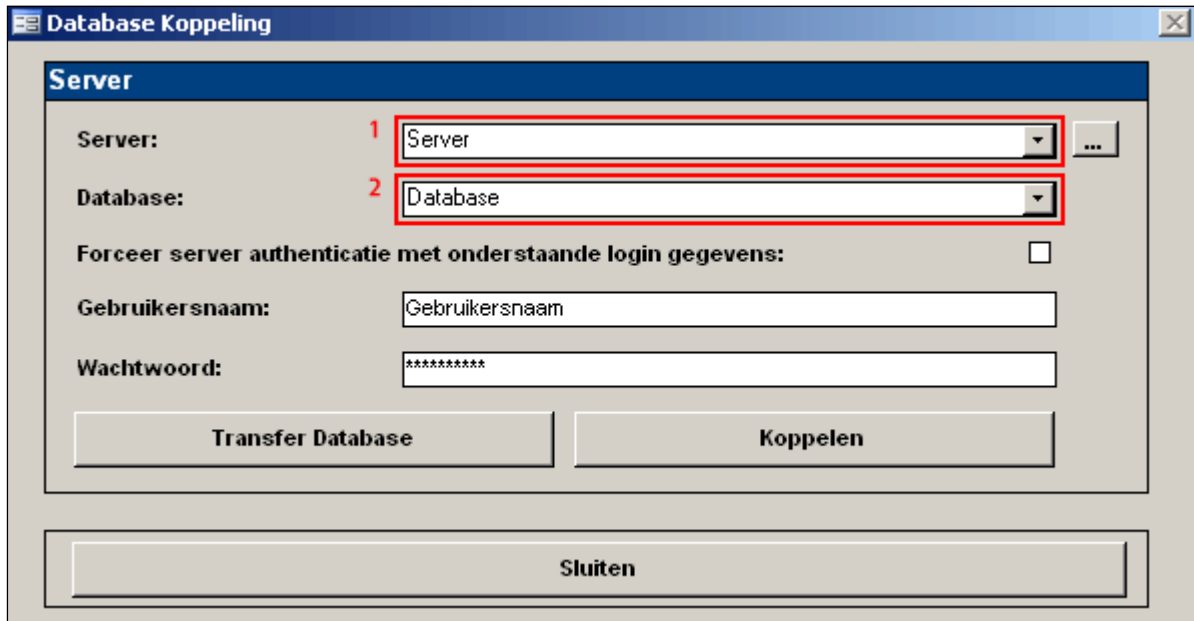 Database Koppeling
Server
Server: 1 Server ...
Database: 2 Database
Forceer server authenticatie met onderstaande login gegevens:
Gebruikersnaam: Gebruikersnaam
Wachtwoord: **********
Transfer Database Koppelen
Sluiten